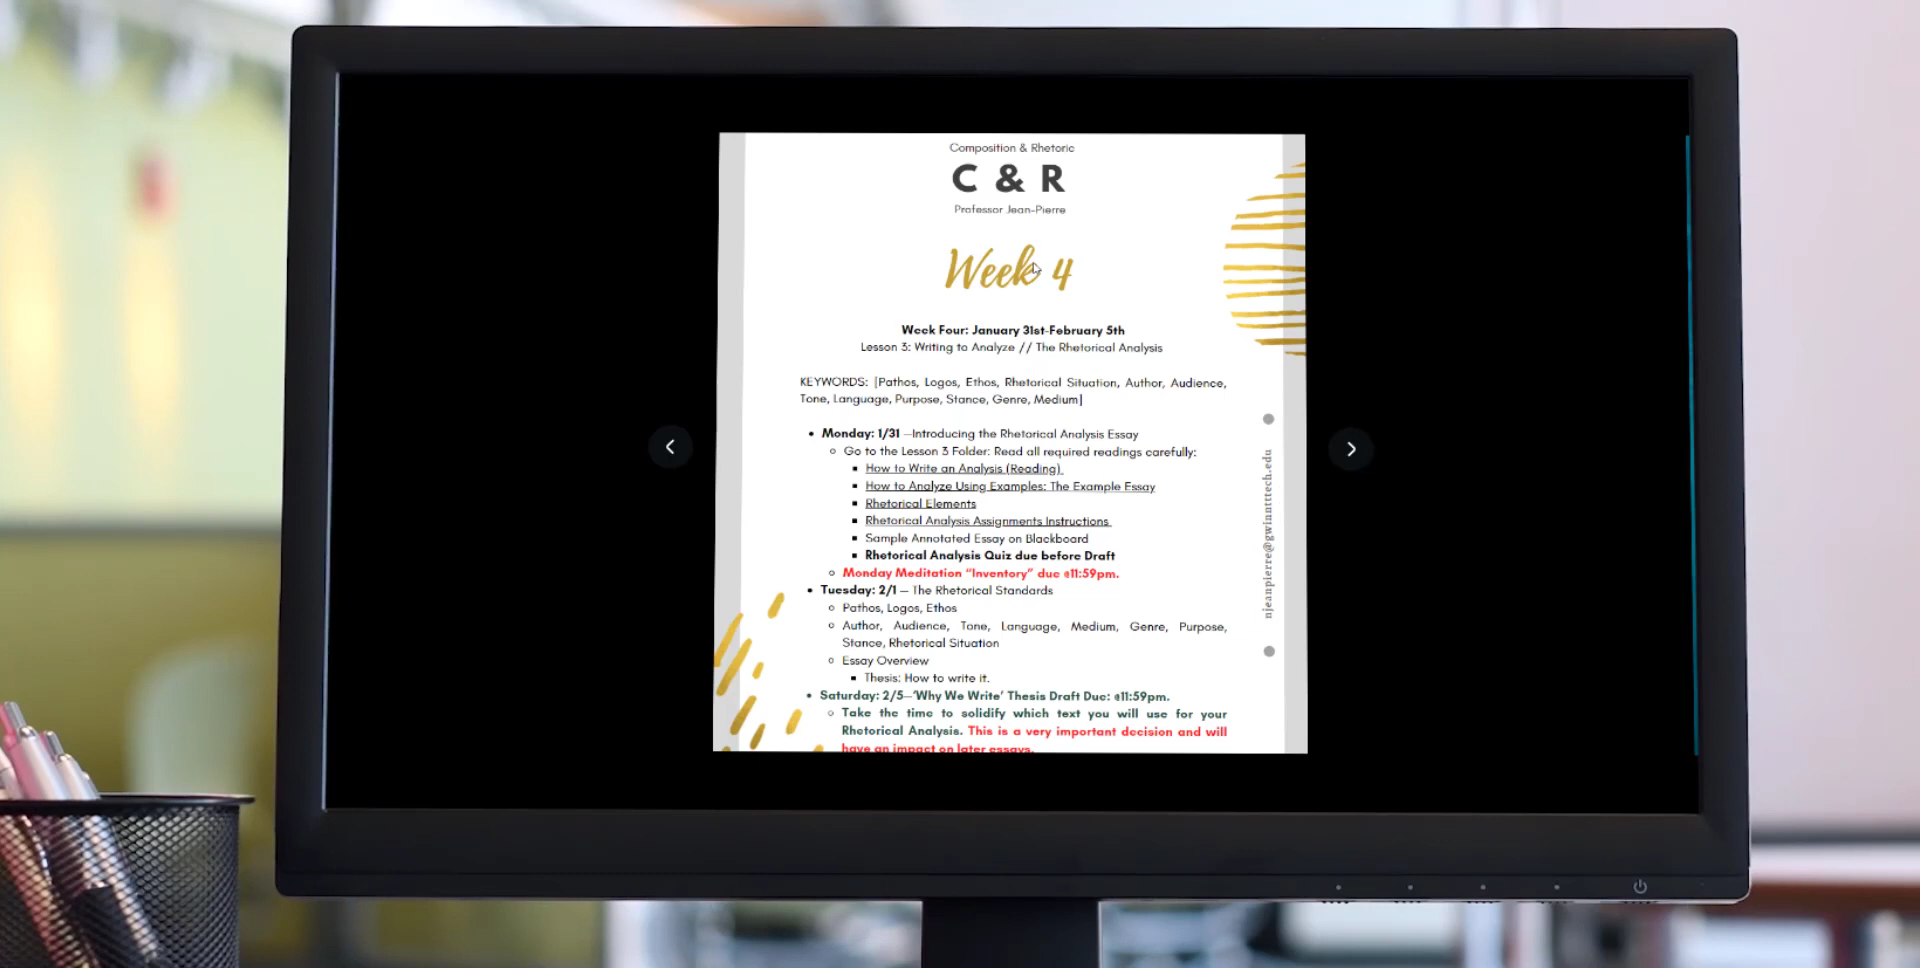 Composition & Rhetoric
C & R
Professor Jean-Pierre
Week 4
Week Four: January 31st-February 5th
Lesson 3: Writing to Analyze // The Rhetorical Analysis
KEYWORDS: [Pathos, Logos, Ethos, Rhetorical Situation, Author, Audience,
Tone, Language, Purpose, Stance, Genre, Medium]
Monday: 1/31 —Introducing the Rhetorical Analysis Essay
Go to the Lesson 3 Folder: Read all required readings carefully:
How to Write an Analysis (Reading)
How to Analyze Using Examples: The Example Essay
Rhetorical Elements
Rhetorical Analysis Assignments Instructions
Sample Annotated Essay on Blackboard
Rhetorical Analysis Quiz due before Draft
Monday Meditation “Inventory” due @11:59pm.
Tuesday: 2/1 — The Rhetorical Standards
Pathos, Logos, Ethos
Author, Audience, Tone, Language, Medium, Genre, Purpose,
Stance, Rhetorical Situation
Essay Overview
Thesis: How to write it.
Saturday: 2/5—‘Why We Write’ Thesis Draft Due: @11:59pm.
Take the time to solidify which text you will use for your
Rhetorical Analysis. This is a very important decision and will
have an impact on later essays.
njeanpierre@gwinntttech.edu